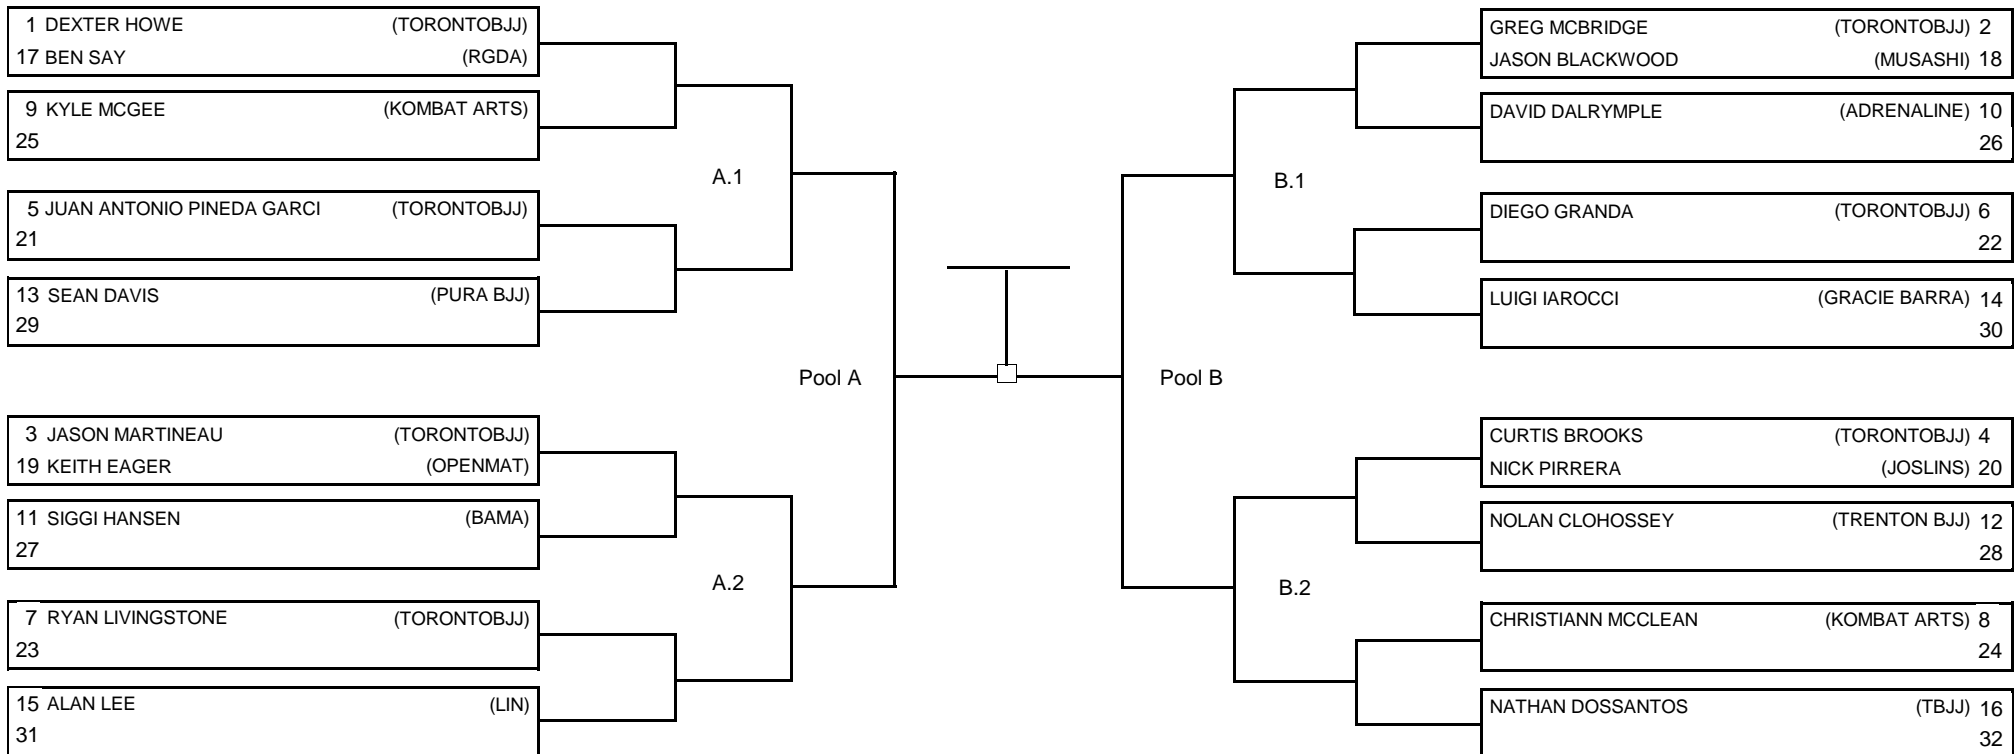 1 DEXTER HOWE (TORONTOBJJ)
17 BEN SAY (RGDA)
9 KYLE MCGEE (KOMBAT ARTS)
25
A.1
5 JUAN ANTONIO PINEDA GARCI (TORONTOBJJ)
21
13 SEAN DAVIS (PURA BJJ)
29
Pool A
3 JASON MARTINEAU (TORONTOBJJ)
19 KEITH EAGER (OPENMAT)
11 SIGGI HANSEN (BAMA)
27
A.2
7 RYAN LIVINGSTONE (TORONTOBJJ)
23
15 ALAN LEE (LIN)
31
GREG MCBRIDGE (TORONTOBJJ) 2
JASON BLACKWOOD (MUSASHI) 18
DAVID DALRYMPLE (ADRENALINE) 10
26
B.1
DIEGO GRANDA (TORONTOBJJ) 6
22
LUIGI IAROCCI (GRACIE BARRA) 14
30
Pool B
CURTIS BROOKS (TORONTOBJJ) 4
NICK PIRRERA (JOSLINS) 20
NOLAN CLOHOSSEY (TRENTON BJJ) 12
28
B.2
CHRISTIANN MCCLEAN (KOMBAT ARTS) 8
24
NATHAN DOSSANTOS (TBJJ) 16
32